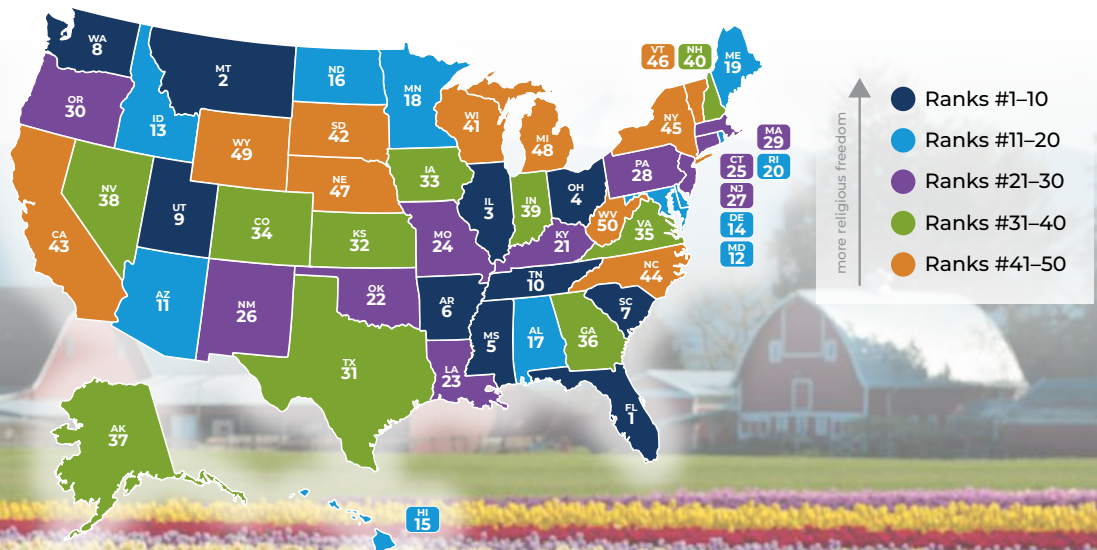 WA
8
MT
2
ND
16
MN
18
VT
46
NH
40
ME
19
OR
30
ID
13
WY
49
SD
42
WI
41
MI
48
NY
45
MA
29
CT
25
RI
20
NJ
27
DE
14
MD
12
NV
38
UT
9
CO
34
NE
47
IA
33
IL
3
IN
39
OH
4
PA
28
CA
43
KS
32
MO
24
KY
21
WV
50
VA
35
AZ
11
NM
26
OK
22
AR
6
TN
10
NC
44
SC
7
TX
31
LA
23
MS
5
AL
17
GA
36
FL
1
AK
37
HI
15
more religious freedom
Ranks #1–10
Ranks #11–20
Ranks #21–30
Ranks #31–40
Ranks #41–50